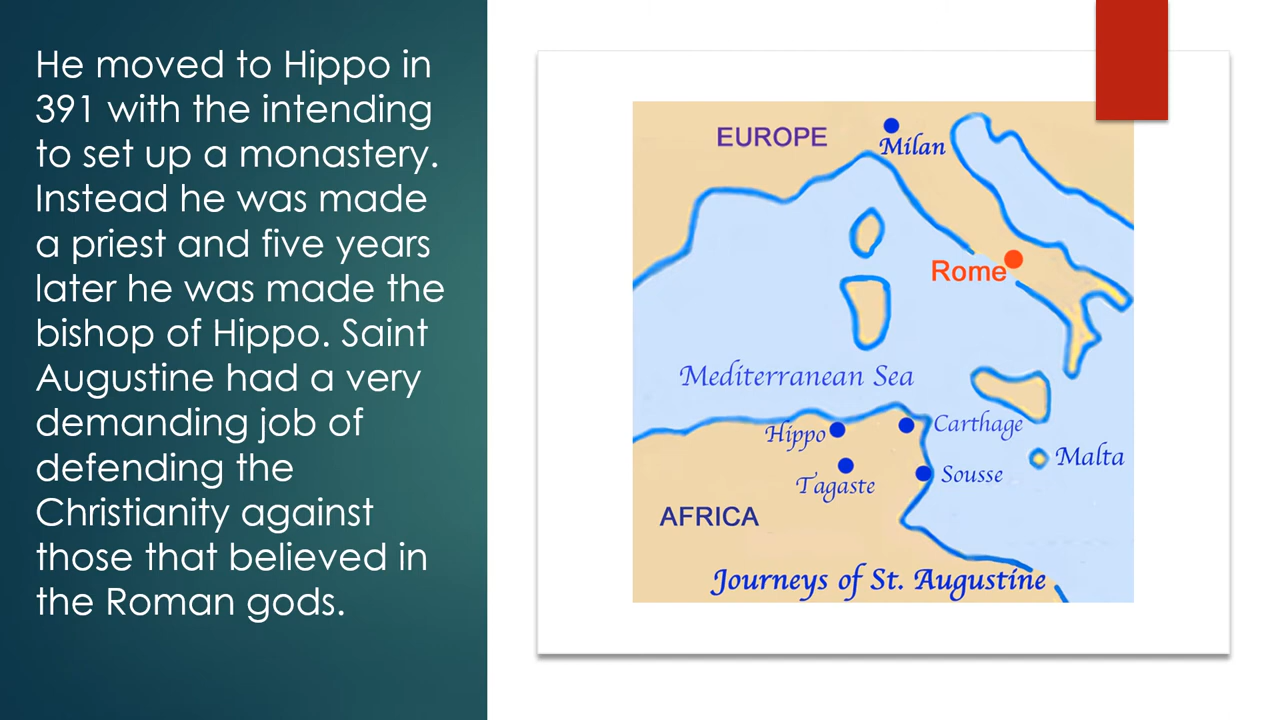 He moved to Hippo in
391 with the intending
to set up a monastery.
Instead he was made
a priest and five years
later he was made the
bishop of Hippo. Saint
Augustine had a very
demanding job of
defending the
Christianity against
those that believed in
the Roman gods.
EUROPE
Milan
Rome
Mediterranean Sea
Hippo
Carthage
Malta
Tagaste
Sousse
AFRICA
Journeys of St. Augustine